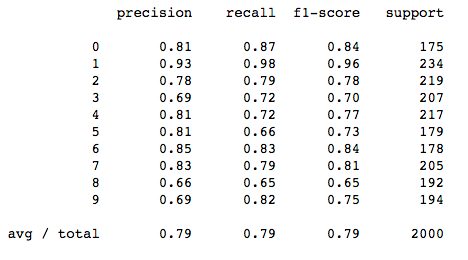 precision recall f1-score support
0 0.81 0.87 0.84 175
1 0.93 0.98 0.96 234
2 0.78 0.79 0.78 219
3 0.69 0.72 0.70 207
4 0.81 0.72 0.77 217
5 0.81 0.66 0.73 179
6 0.85 0.83 0.84 178
7 0.83 0.79 0.81 205
8 0.66 0.65 0.65 192
9 0.69 0.82 0.75 194
avg / total 0.79 0.79 0.79 2000